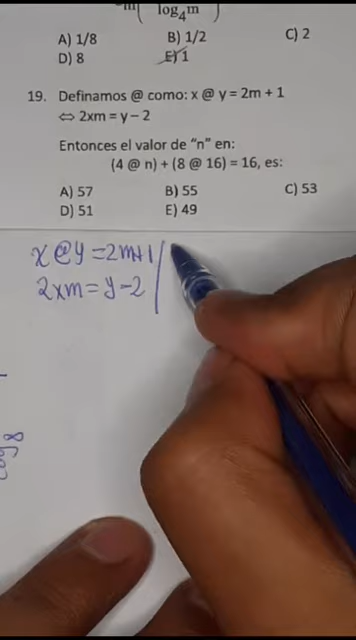 log₄m
A) 1/8 B) 1/2 C) 2
D) 8 E) 1
19. Definamos @ como: x @ y = 2m + 1
⇔ 2xm = y – 2
Entonces el valor de "n" en:
(4 @ n) + (8 @ 16) = 16, es:
A) 57 B) 55 C) 53
D) 51 E) 49
x @ y = 2m+1
2xm = y – 2